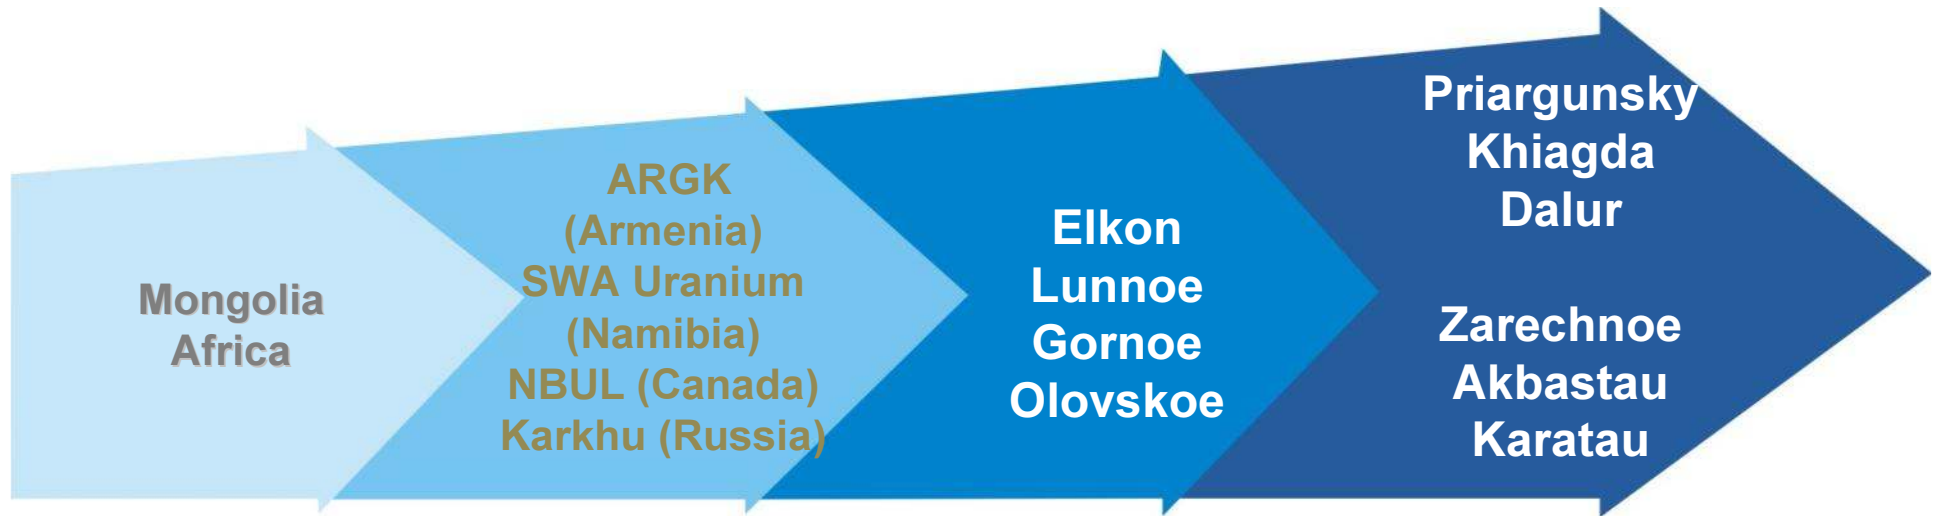 Mongolia
Africa
ARGK
(Armenia)
SWA Uranium
(Namibia)
NBUL (Canada)
Karkhu (Russia)
Elkon
Lunnoe
Gornoe
Olovskoe
Priargunsky
Khiagda
Dalur
Zarechnoe
Akbastau
Karatau